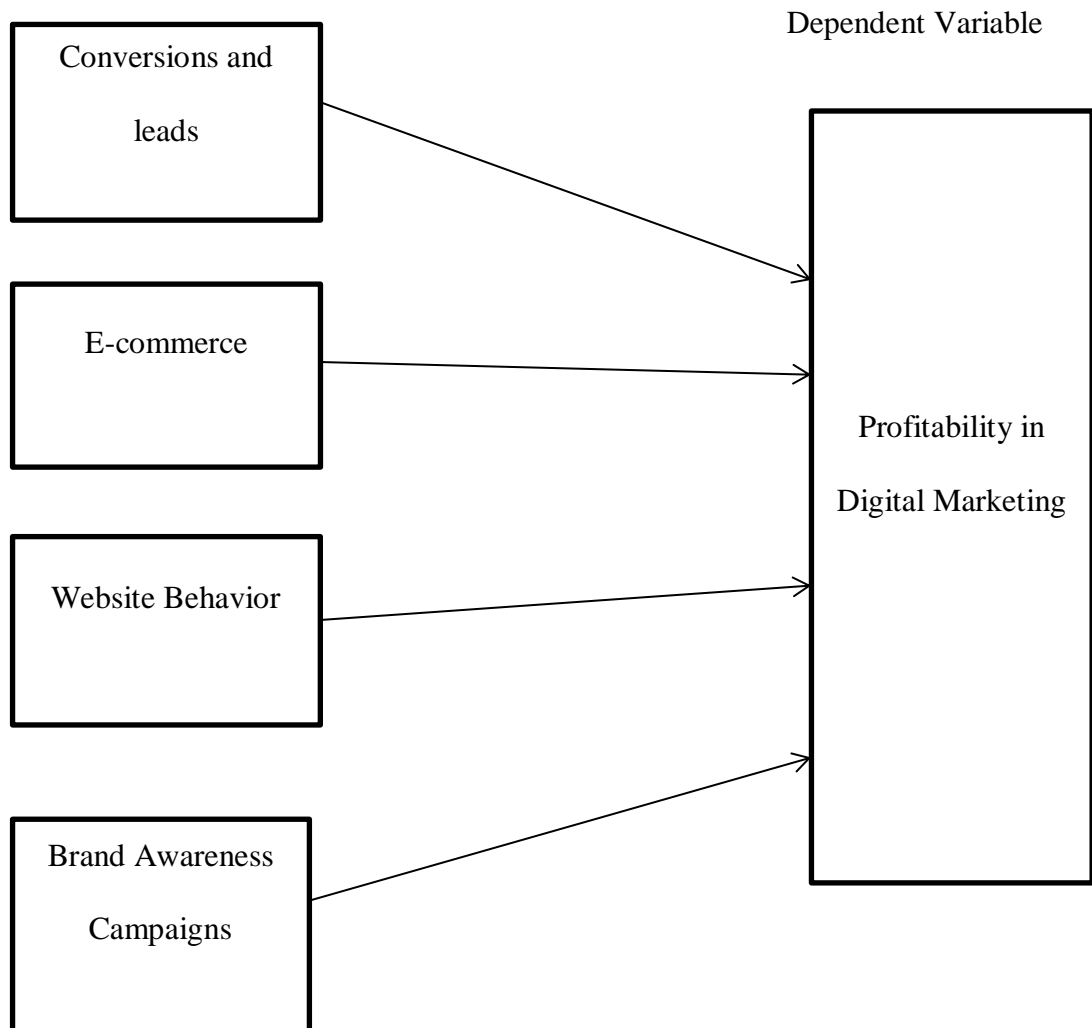 Dependent Variable
Conversions and
leads
E-commerce
Profitability in
Digital Marketing
Website Behavior
Brand Awareness
Campaigns